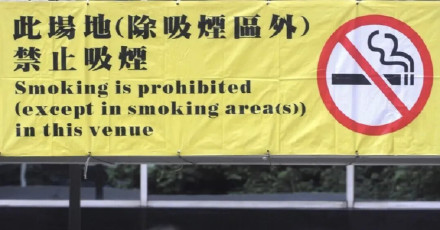 此場地(除吸煙區外)
禁止吸煙
Smoking is prohibited
(except in smoking area(s))
in this venue